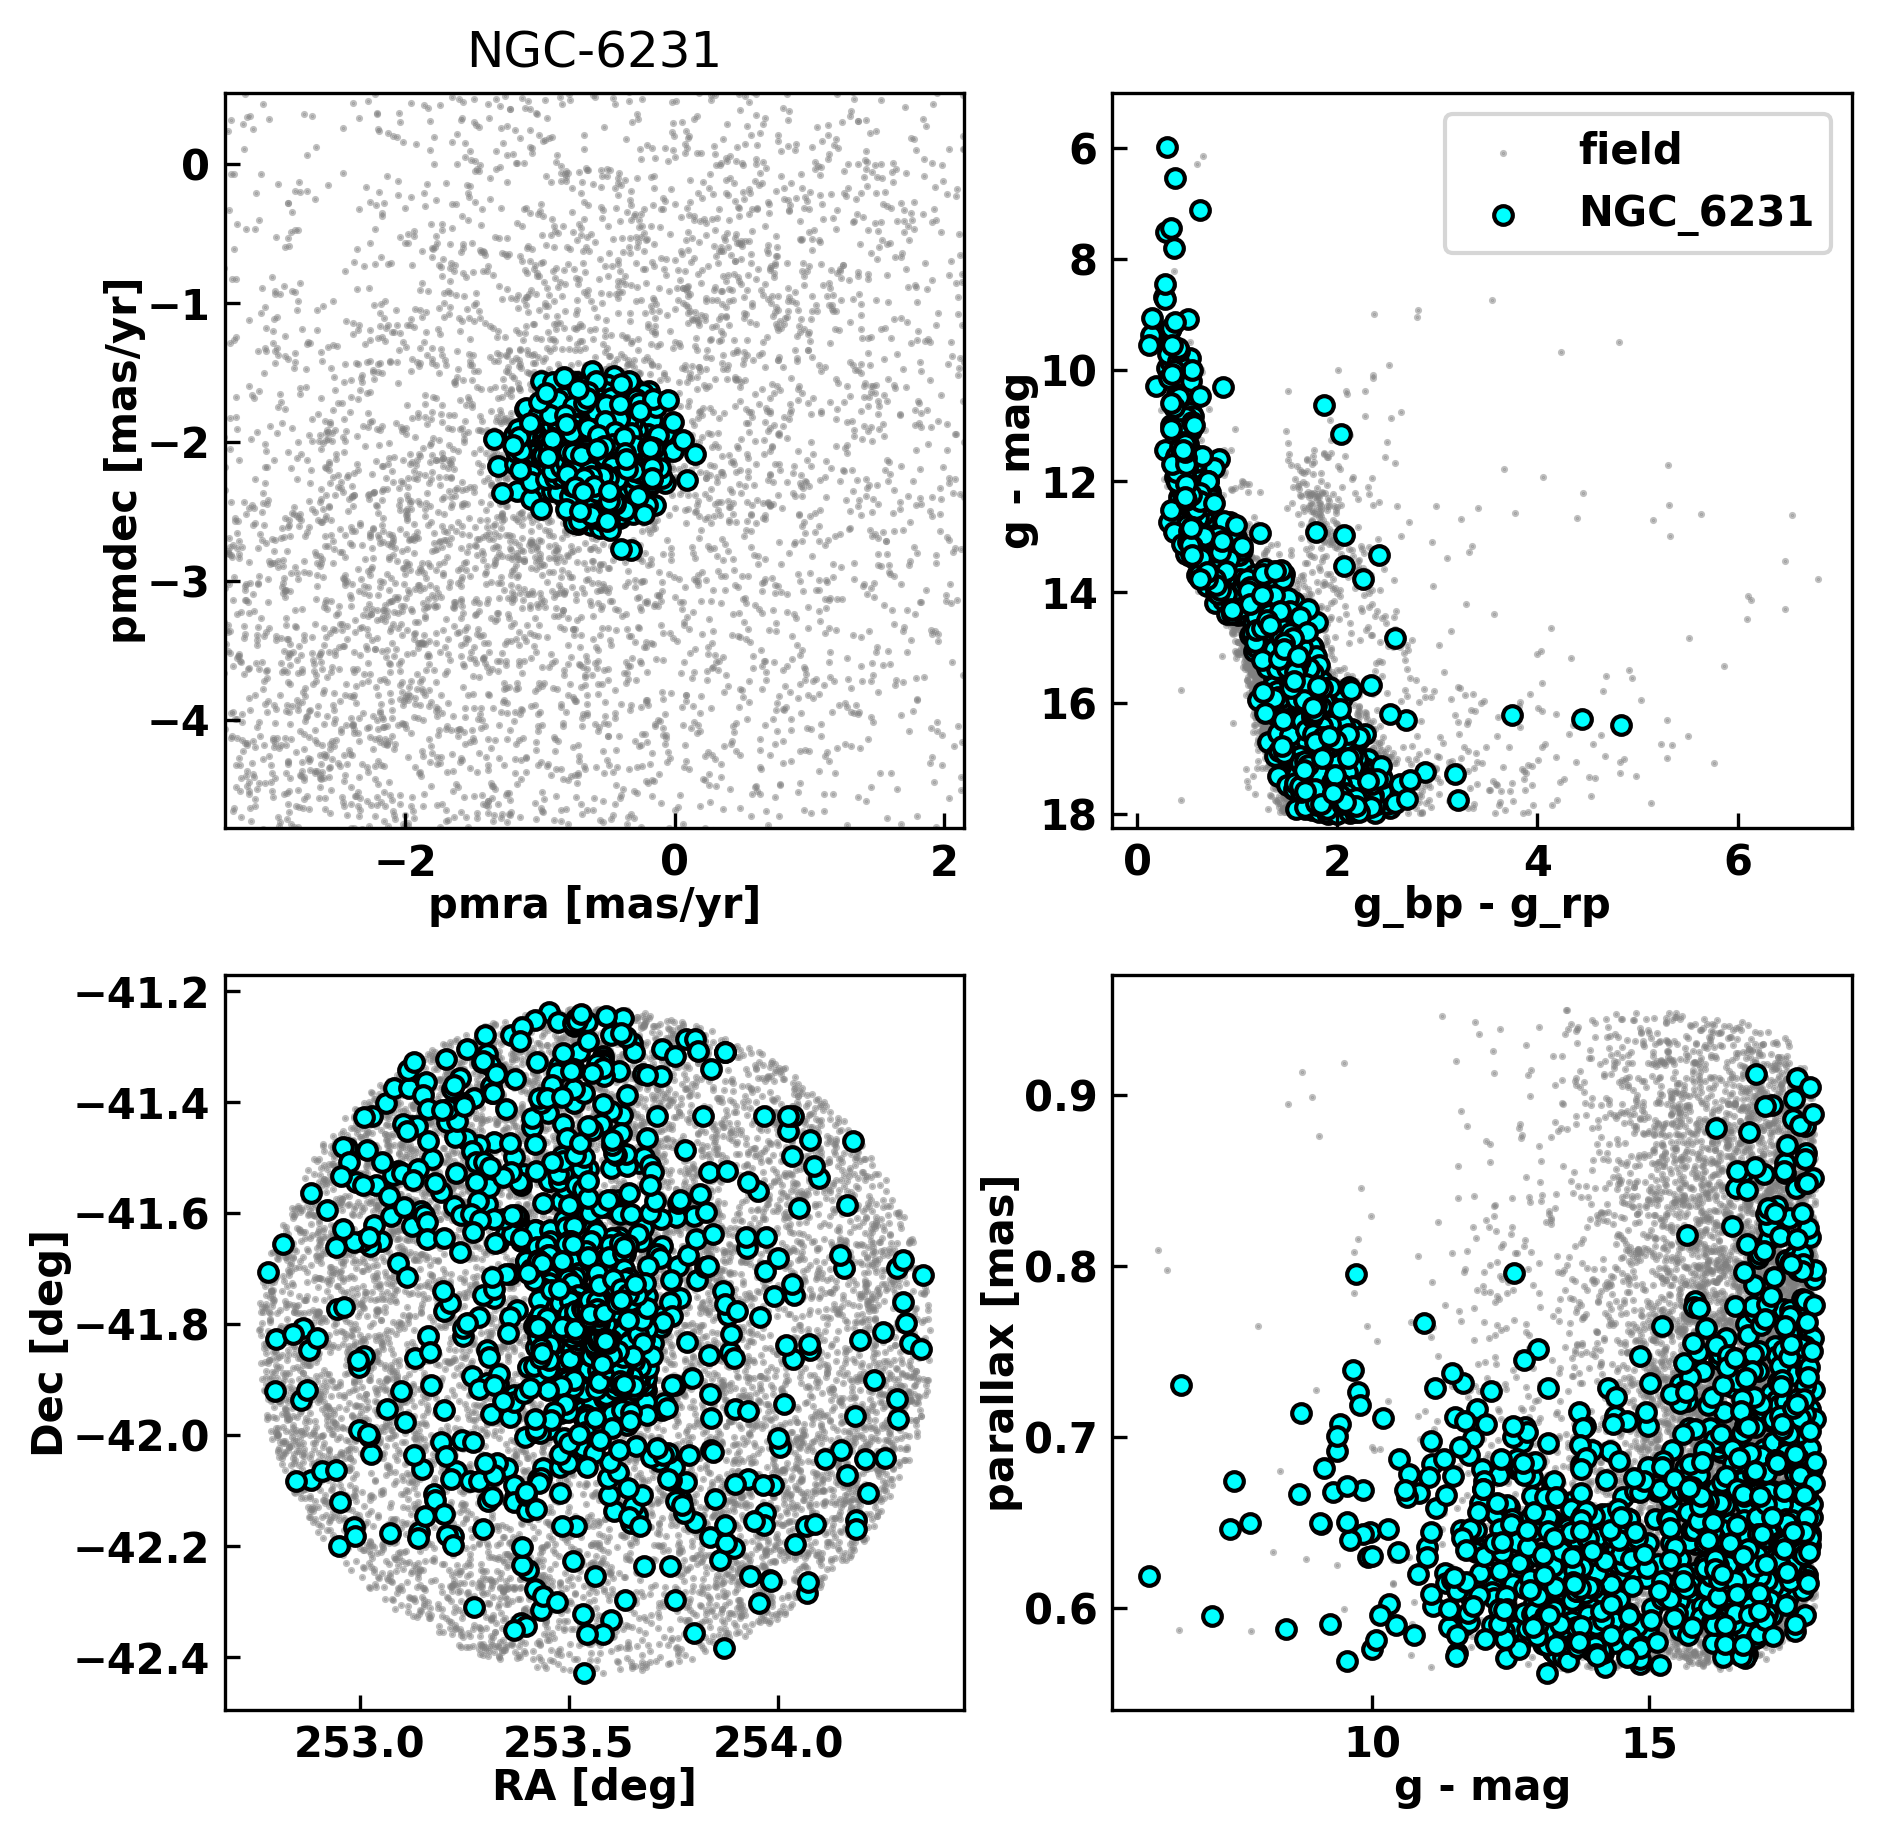 NGC-6231
0
−1
−2
−3
−4
pmdec [mas/yr]
−2 0 2
pmra [mas/yr]
6
8
10
12
14
16
18
g - mag
field
NGC_6231
0 2 4 6
g_bp - g_rp
−41.2
−41.4
−41.6
−41.8
−42.0
−42.2
−42.4
Dec [deg]
253.0 253.5 254.0
RA [deg]
0.9
0.8
0.7
0.6
parallax [mas]
10 15
g - mag